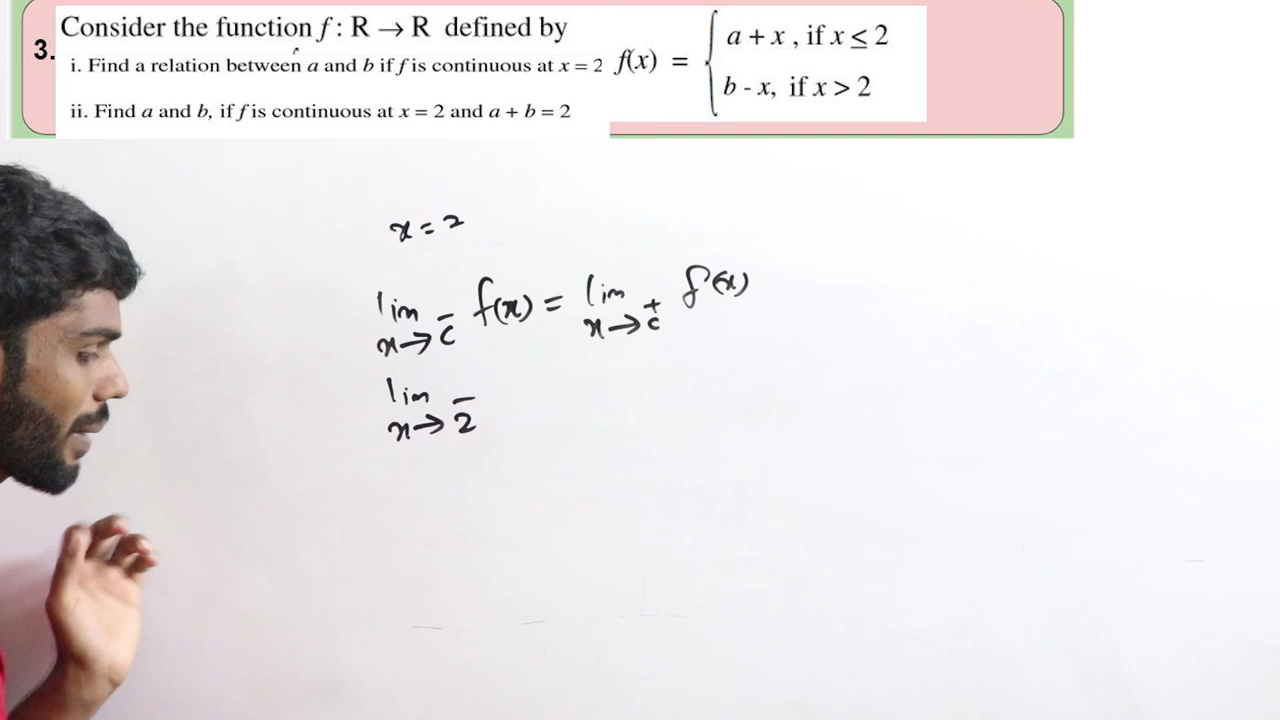 3. Consider the function f : R → R defined by
i. Find a relation between a and b if f is continuous at x = 2
ii. Find a and b, if f is continuous at x = 2 and a + b = 2
f(x) = { a + x , if x ≤ 2
b - x, if x > 2
x = 2
lim x→c⁻ f(x) = lim x→c⁺ f(x)
lim x→2⁻